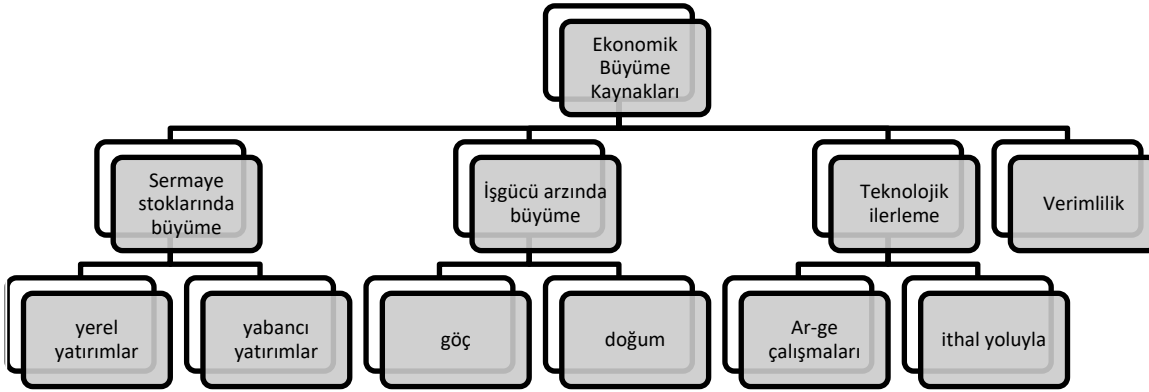 Ekonomik
Büyüme
Kaynakları
Sermaye
stoklarında
büyüme
İşgücü arzında
büyüme
Teknolojik
ilerleme
Verimlilik
yerel
yatırımlar
yabancı
yatırımlar
göç
doğum
Ar-ge
çalışmaları
ithal yoluyla